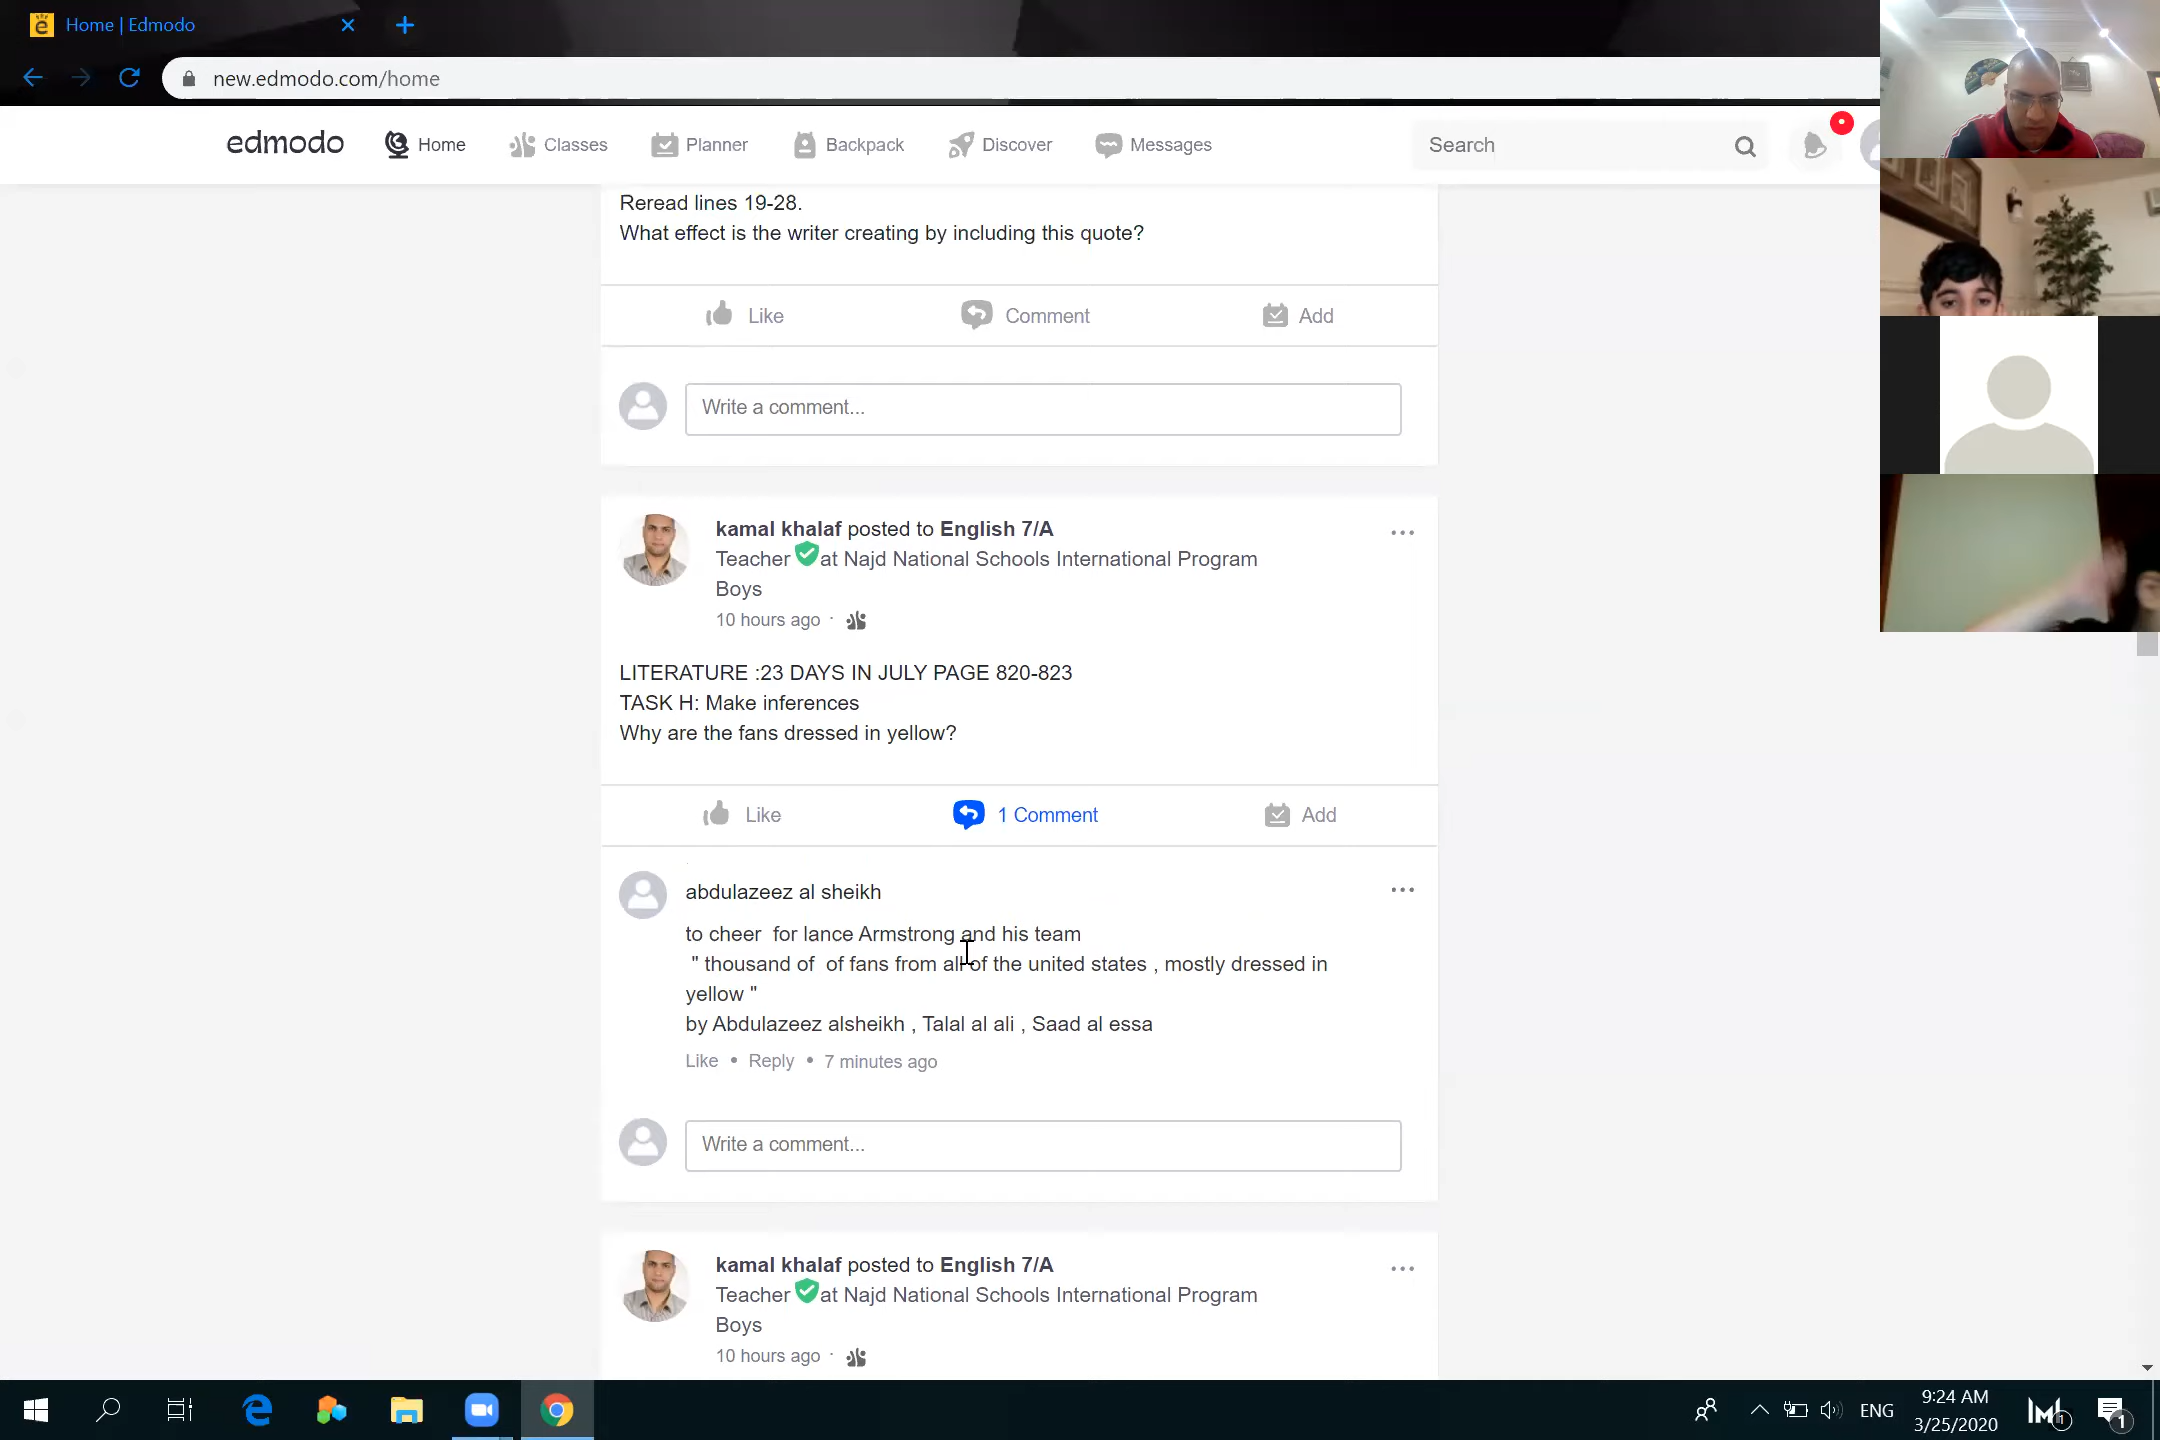 Home | Edmodo
new.edmodo.com/home
edmodo Home Classes Planner Backpack Discover Messages Search
Reread lines 19-28.
What effect is the writer creating by including this quote?
Like Comment Add
Write a comment...
kamal khalaf posted to English 7/A
Teacher at Najd National Schools International Program
Boys
10 hours ago ·
LITERATURE :23 DAYS IN JULY PAGE 820-823
TASK H: Make inferences
Why are the fans dressed in yellow?
Like 1 Comment Add
abdulazeez al sheikh
to cheer  for lance Armstrong and his team
" thousand of  of fans from all of the united states , mostly dressed in
yellow "
by Abdulazeez alsheikh , Talal al ali , Saad al essa
Like • Reply • 7 minutes ago
Write a comment...
kamal khalaf posted to English 7/A
Teacher at Najd National Schools International Program
Boys
10 hours ago ·
ENG
9:24 AM
3/25/2020
1
1